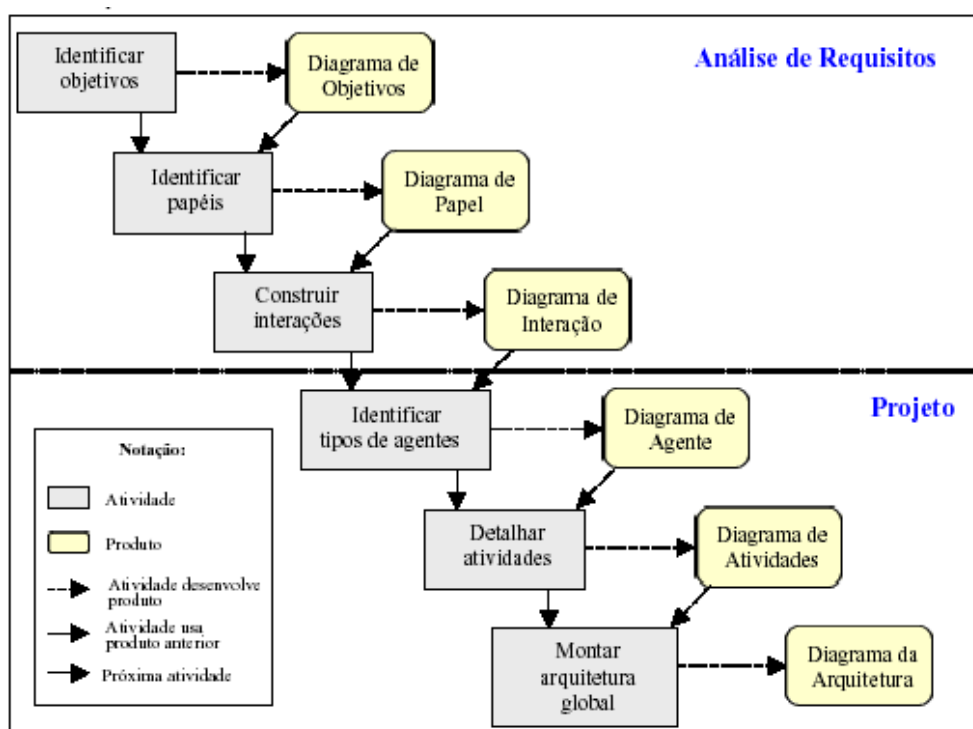 Identificar
objetivos
Diagrama de
Objetivos
Análise de Requisitos
Identificar
papéis
Diagrama de
Papel
Construir
interações
Diagrama de
Interação
Identificar
tipos de agentes
Diagrama de
Agente
Projeto
Notação:
Atividade
Produto
Atividade desenvolve
produto
Atividade usa
produto anterior
Próxima atividade
Detalhar
atividades
Diagrama de
Atividades
Montar
arquitetura
global
Diagrama da
Arquitetura